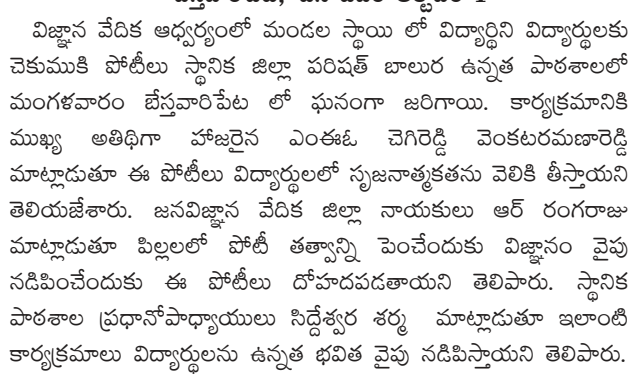 విజ్ఞాన వేదిక ఆధ్వర్యంలో మండల స్థాయి లో విద్యార్థిని విద్యార్థులకు
చెకుముకి పోటీలు స్థానిక జిల్లా పరిషత్ బాలుర ఉన్నత పాఠశాలలో
మంగళవారం బేస్తవారిపేట లో ఘనంగా జరిగాయి. కార్యక్రమానికి
ముఖ్య అతిథిగా హాజరైన ఎంఈఓ చెగిరెడ్డి వెంకటరమణారెడ్డి
మాట్లాడుతూ ఈ పోటీలు విద్యార్థులలో సృజనాత్మకతను వెలికి తీస్తాయని
తెలియజేశారు. జనవిజ్ఞాన వేదిక జిల్లా నాయకులు ఆర్ రంగరాజు
మాట్లాడుతూ పిల్లలలో పోటీ తత్వాన్ని పెంచేందుకు విజ్ఞానం వైపు
నడిపించేందుకు ఈ పోటీలు దోహదపడతాయని తెలిపారు. స్థానిక
పాఠశాల ప్రధానోపాధ్యాయులు సిద్దేశ్వర శర్మ మాట్లాడుతూ ఇలాంటి
కార్యక్రమాలు విద్యార్థులను ఉన్నత భవిత వైపు నడిపిస్తాయని తెలిపారు.